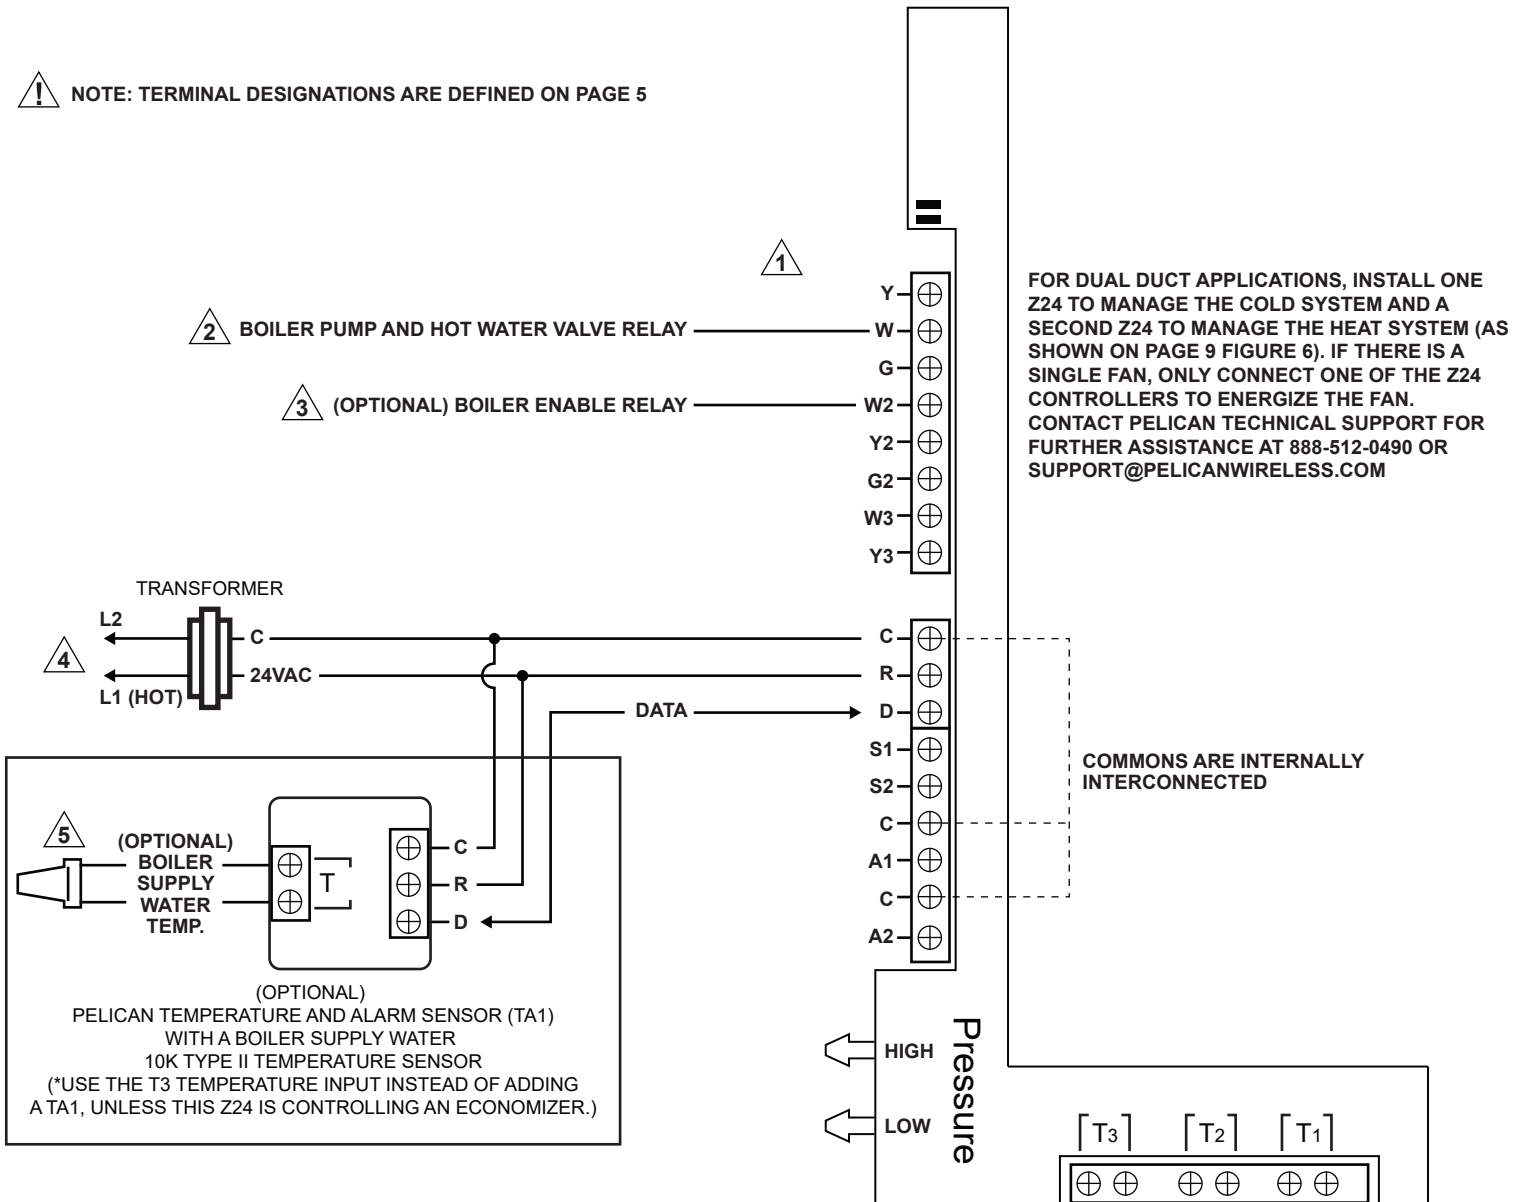 ! NOTE: TERMINAL DESIGNATIONS ARE DEFINED ON PAGE 5
1
Y
2 BOILER PUMP AND HOT WATER VALVE RELAY W
G
3 (OPTIONAL) BOILER ENABLE RELAY W2
Y2
G2
W3
Y3
FOR DUAL DUCT APPLICATIONS, INSTALL ONE
Z24 TO MANAGE THE COLD SYSTEM AND A
SECOND Z24 TO MANAGE THE HEAT SYSTEM (AS
SHOWN ON PAGE 9 FIGURE 6). IF THERE IS A
SINGLE FAN, ONLY CONNECT ONE OF THE Z24
CONTROLLERS TO ENERGIZE THE FAN.
CONTACT PELICAN TECHNICAL SUPPORT FOR
FURTHER ASSISTANCE AT 888-512-0490 OR
SUPPORT@PELICANWIRELESS.COM
TRANSFORMER
L2
C
4
24VAC
L1 (HOT)
DATA
C
R
D
S1
S2
C
A1
C
A2
COMMONS ARE INTERNALLY
INTERCONNECTED
5
(OPTIONAL)
BOILER
SUPPLY
WATER
TEMP.
T
C
R
D
(OPTIONAL)
PELICAN TEMPERATURE AND ALARM SENSOR (TA1)
WITH A BOILER SUPPLY WATER
10K TYPE II TEMPERATURE SENSOR
(*USE THE T3 TEMPERATURE INPUT INSTEAD OF ADDING
A TA1, UNLESS THIS Z24 IS CONTROLLING AN ECONOMIZER.)
HIGH
LOW
Pressure
T3 T2 T1